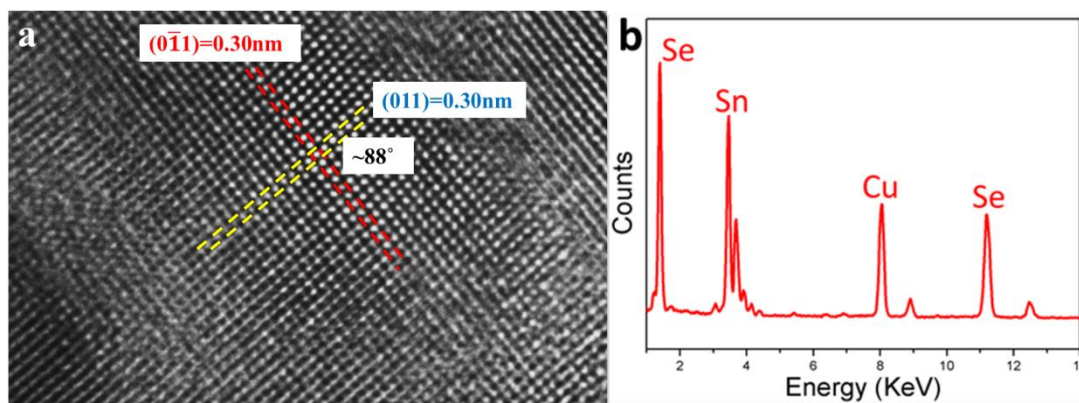 a
(01̄1)=0.30nm
(011)=0.30nm
~88°
b
Se
Sn
Cu
Se
Counts
2 4 6 8 10 12 14
Energy (KeV)